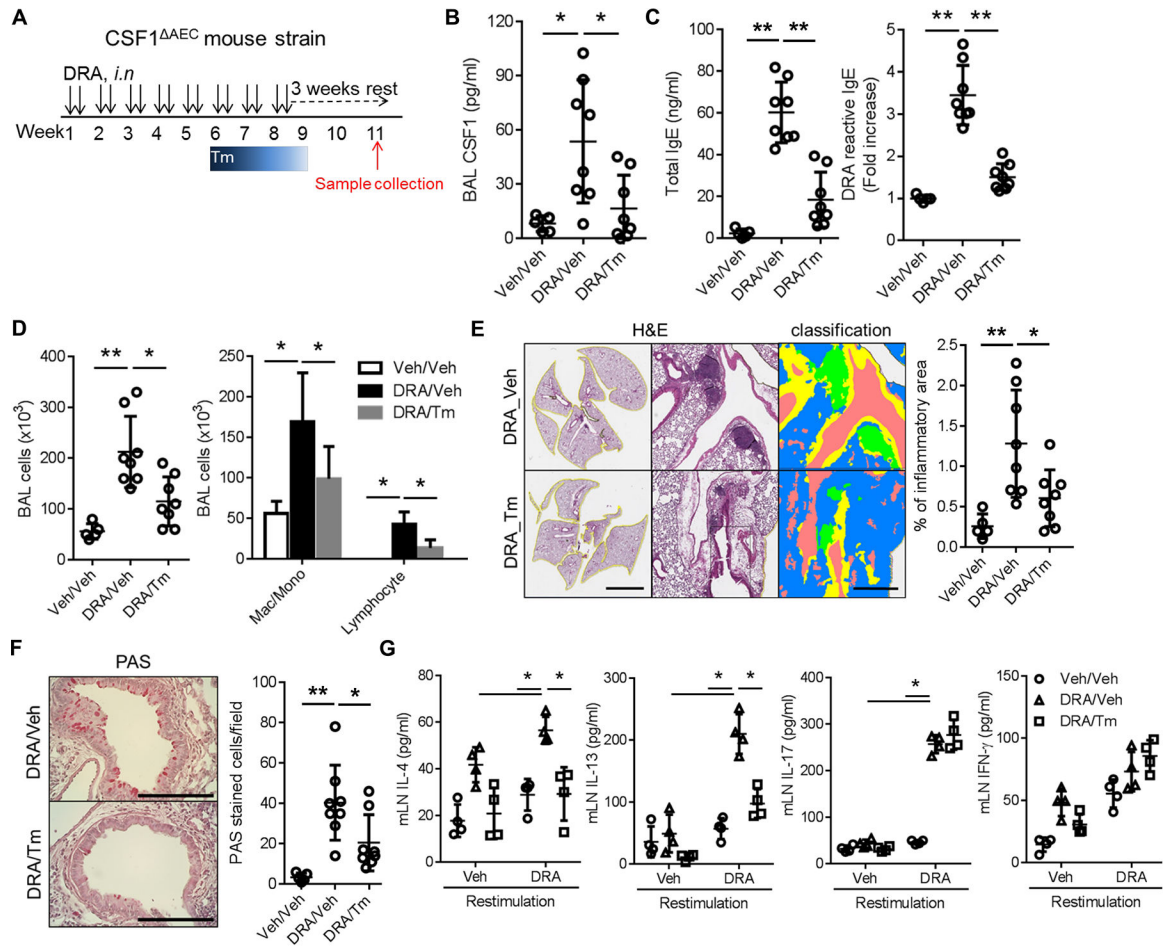 A
CSF1ΔAEC mouse strain
DRA, i.n
3 weeks rest
Week 1 2 3 4 5 6 7 8 9 10 11
Tm
Sample collection
B
BAL CSF1 (pg/ml)
120
90
60
30
0
* *
Veh/Veh
DRA/Veh
DRA/Tm
C
Total IgE (ng/ml)
100
80
60
40
20
0
** **
Veh/Veh
DRA/Veh
DRA/Tm
DRA reactive IgE
(Fold increase)
5
4
3
2
1
0
** **
Veh/Veh
DRA/Veh
DRA/Tm
D
BAL cells (x10³)
400
300
200
100
0
** *
Veh/Veh
DRA/Veh
DRA/Tm
BAL cells (x10³)
250
200
150
100
50
0
* *
* *
Veh/Veh
DRA/Veh
DRA/Tm
Mac/Mono
Lymphocyte
E
H&E
classification
DRA_Veh
DRA_Tm
% of inflamatory area
2.5
2.0
1.5
1.0
0.5
0.0
** *
Veh/Veh
DRA/Veh
DRA/Tm
F
PAS
DRA/Veh
DRA/Tm
PAS stained cells/field
100
80
60
40
20
0
** *
Veh/Veh
DRA/Veh
DRA/Tm
G
mLN IL-4 (pg/ml)
80
60
40
20
0
* *
Veh DRA
Restimulation
mLN IL-13 (pg/ml)
300
200
100
0
* *
Veh DRA
Restimulation
mLN IL-17 (pg/ml)
400
300
200
100
0
*
Veh DRA
Restimulation
mLN IFN-γ (pg/ml)
150
100
50
0
Veh/Veh
DRA/Veh
DRA/Tm
Veh DRA
Restimulation